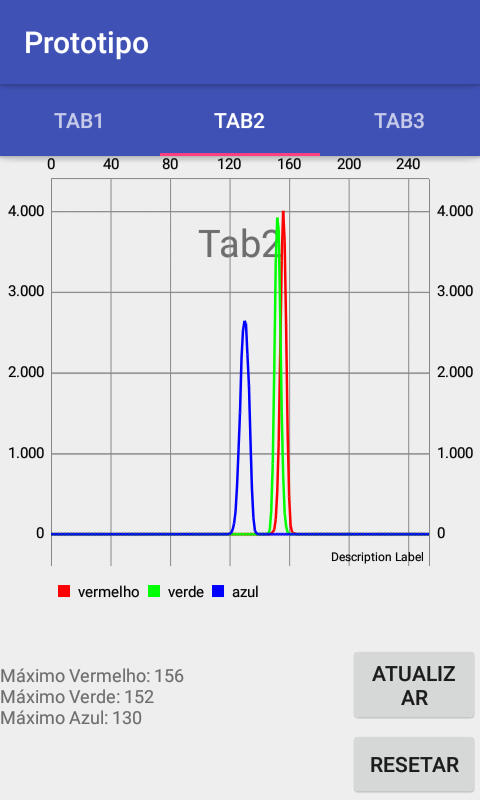 Prototipo
TAB1 TAB2 TAB3
0 40 80 120 160 200 240
4.000 4.000
Tab2
3.000 3.000
2.000 2.000
1.000 1.000
0 0
Description Label
vermelho verde azul
Máximo Vermelho: 156
Máximo Verde: 152
Máximo Azul: 130
ATUALIZ
AR
RESETAR